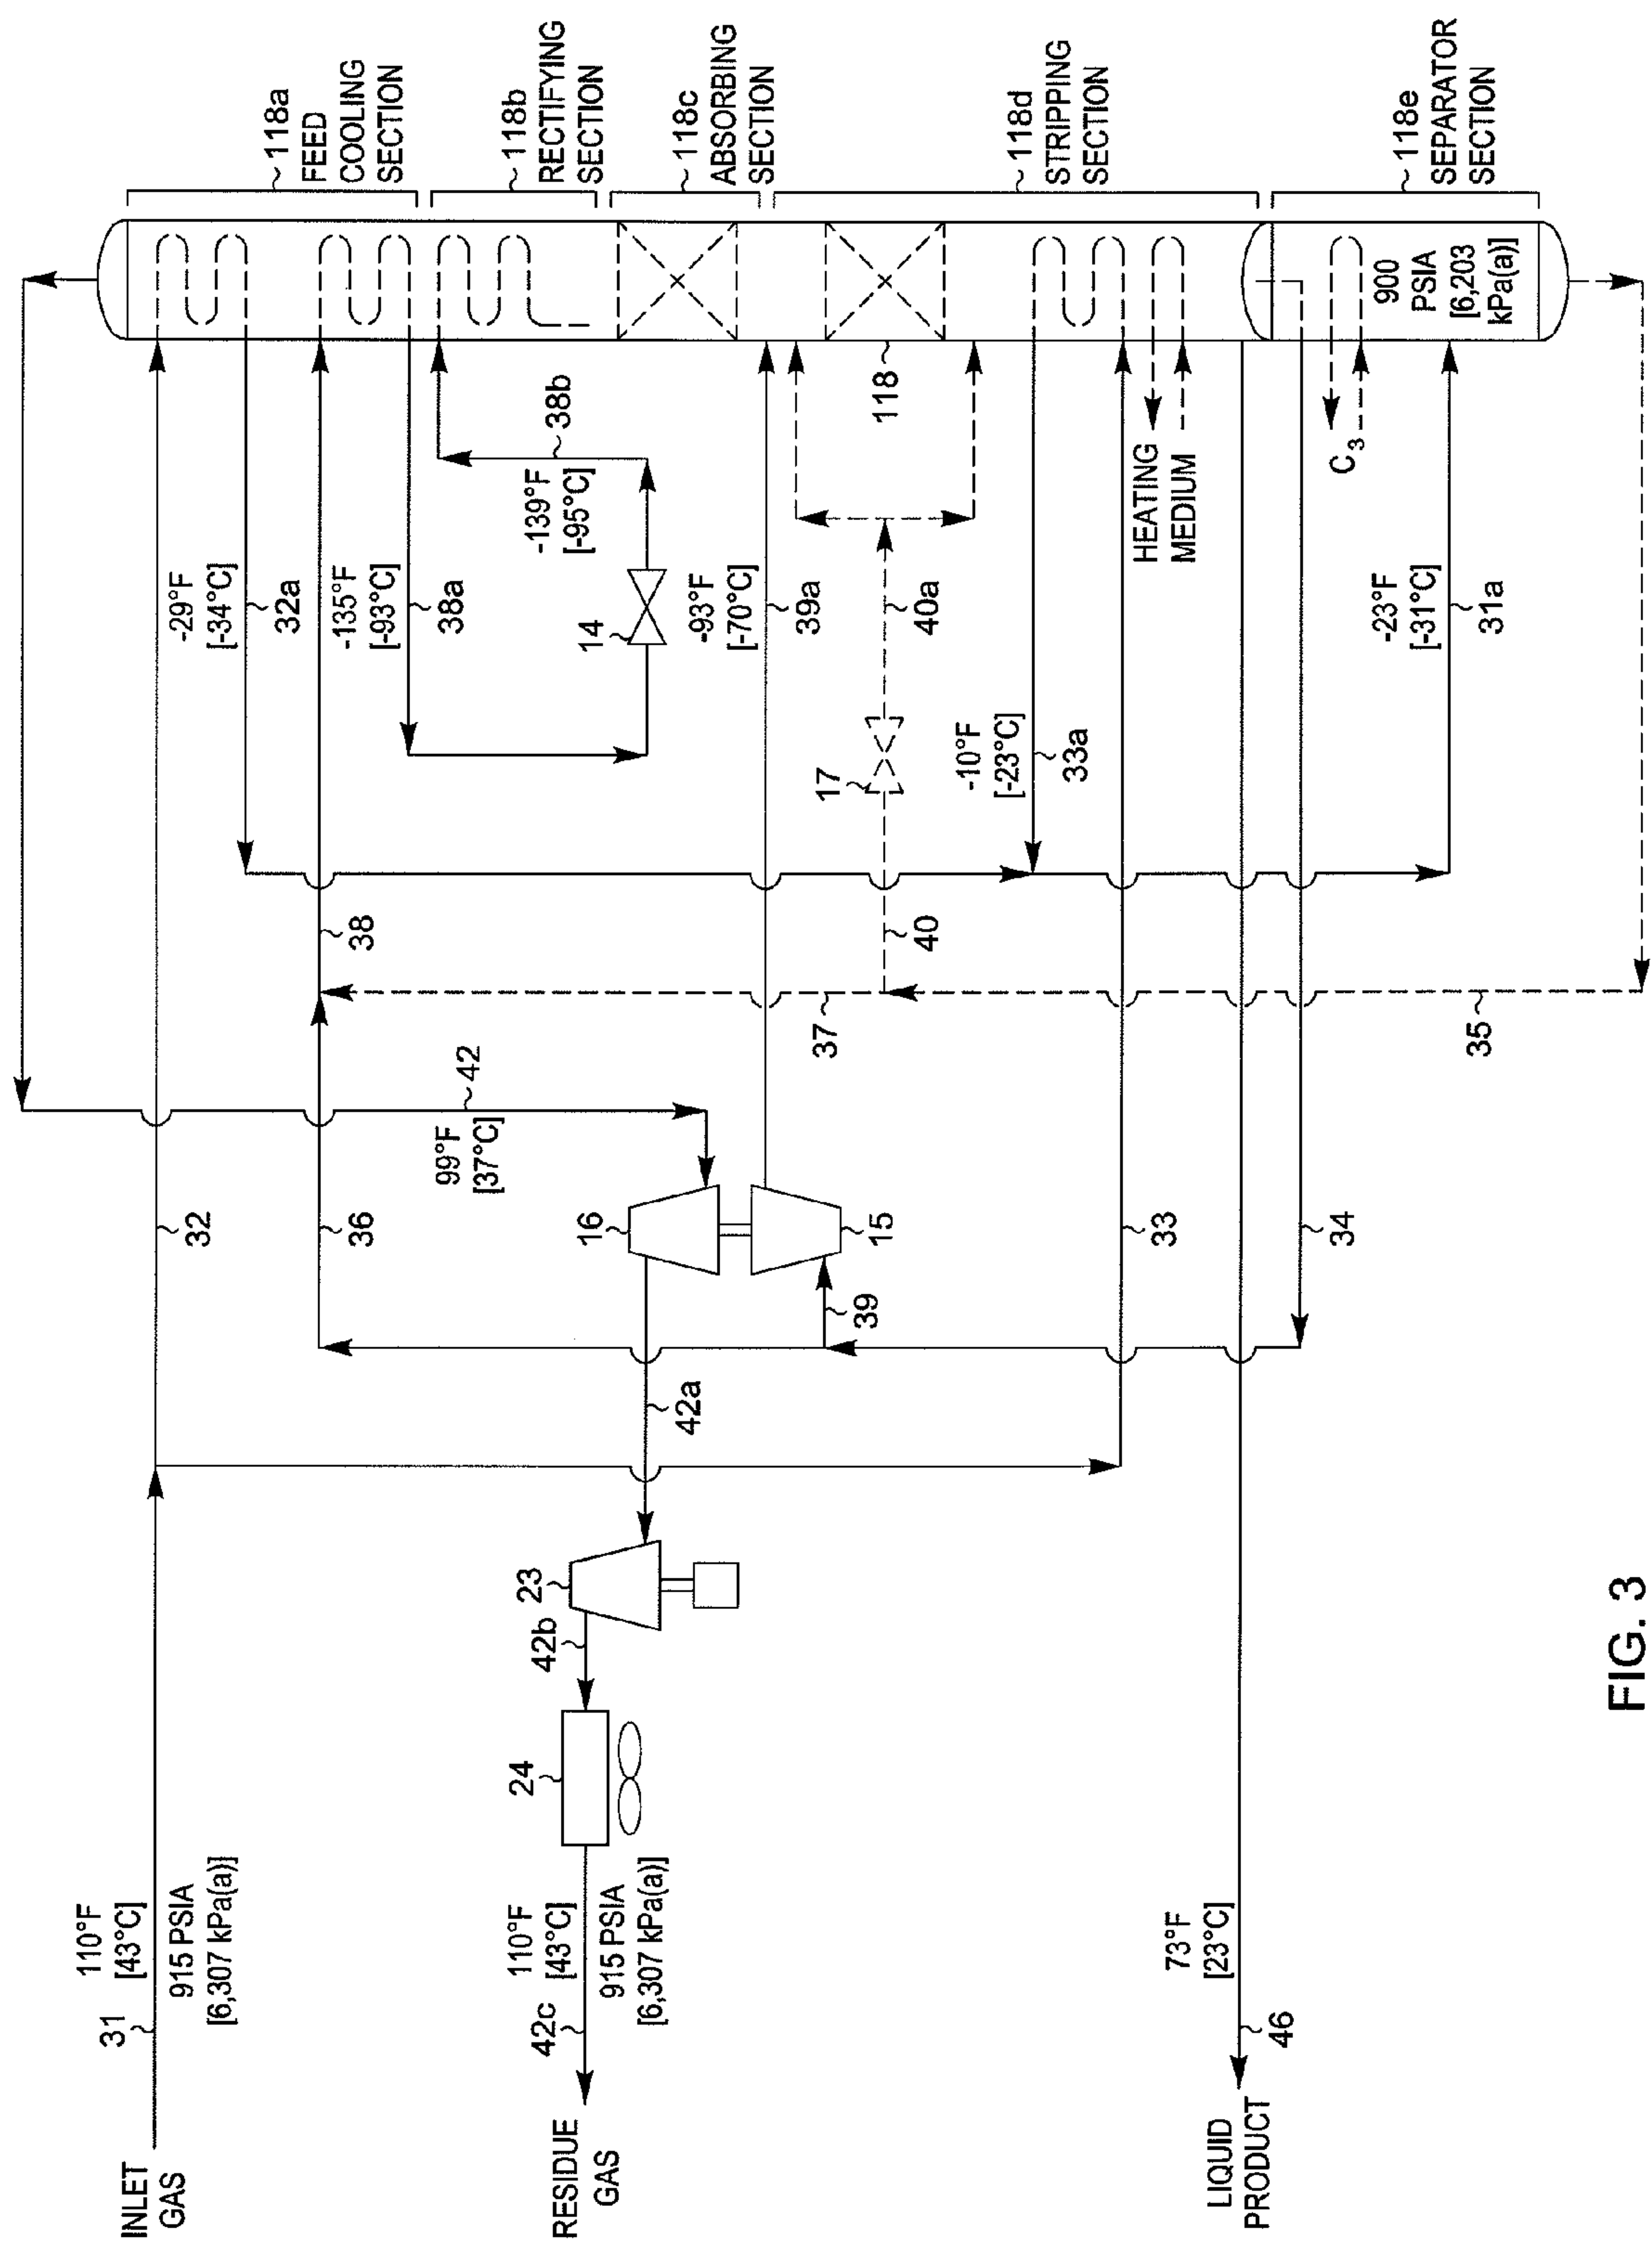 118a
FEED
COOLING
SECTION
118b
RECTIFYING
SECTION
118c
ABSORBING
SECTION
118d
STRIPPING
SECTION
118e
SEPARATOR
SECTION
900
PSIA
[6,203
kPa(a)]
118
-29°F
[-34°C]
32a
-135°F
[-93°C]
38a
14
-139°F
[-95°C]
38b
-93°F
[-70°C]
39a
40a
17
40
-10°F
[-23°C]
33a
HEATING
MEDIUM
C3
-23°F
[-31°C]
31a
38
37
35
42
99°F
[37°C]
32
36
16
15
39
33
34
42a
23
42b
24
110°F
[43°C]
31
915 PSIA
[6,307 kPa(a)]
INLET
GAS
110°F
[43°C]
42c
915 PSIA
[6,307 kPa(a)]
RESIDUE
GAS
73°F
[23°C]
46
LIQUID
PRODUCT
FIG. 3